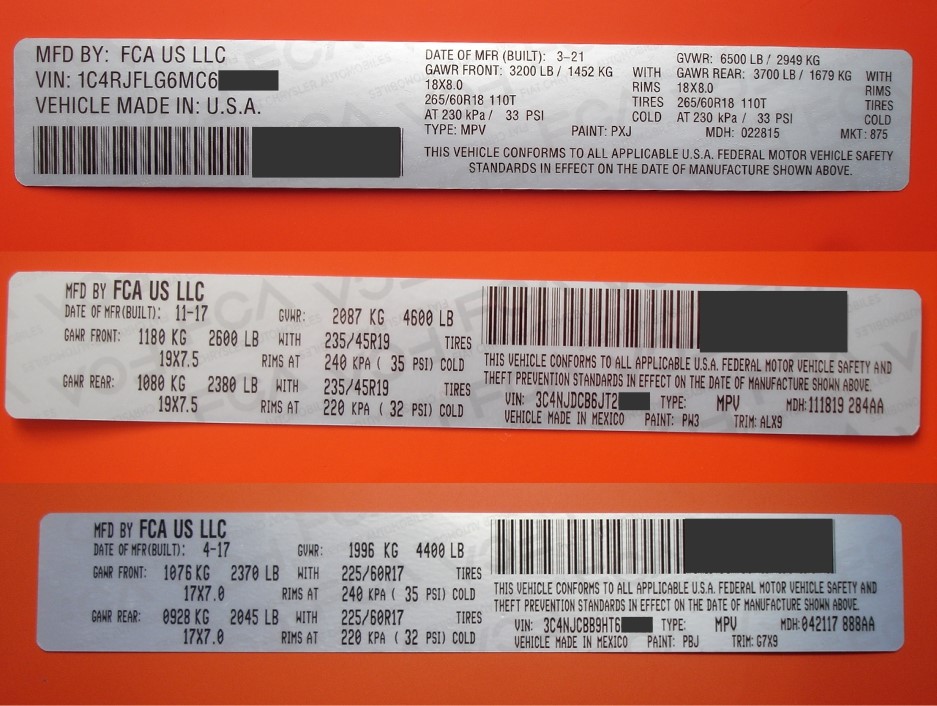 MFD BY: FCA US LLC
VIN: 1C4RJFLG6MC6
VEHICLE MADE IN: U.S.A.
DATE OF MFR (BUILT): 3-21 GVWR: 6500 LB / 2949 KG
GAWR FRONT: 3200 LB / 1452 KG WITH GAWR REAR: 3700 LB / 1679 KG WITH
18X8.0 RIMS 18X8.0 RIMS
265/60R18 110T TIRES 265/60R18 110T TIRES
AT 230 kPa / 33 PSI COLD AT 230 kPa / 33 PSI COLD
TYPE: MPV PAINT: PXJ MDH: 022815 MKT: 875
THIS VEHICLE CONFORMS TO ALL APPLICABLE U.S.A. FEDERAL MOTOR VEHICLE SAFETY
STANDARDS IN EFFECT ON THE DATE OF MANUFACTURE SHOWN ABOVE.
MFD BY FCA US LLC
DATE OF MFR(BUILT): 11-17 GVWR: 2087 KG 4600 LB
GAWR FRONT: 1180 KG 2600 LB WITH 235/45R19 TIRES
19X7.5 RIMS AT 240 KPA ( 35 PSI) COLD
GAWR REAR: 1080 KG 2380 LB WITH 235/45R19 TIRES
19X7.5 RIMS AT 220 KPA ( 32 PSI) COLD
THIS VEHICLE CONFORMS TO ALL APPLICABLE U.S.A. FEDERAL MOTOR VEHICLE SAFETY AND
THEFT PREVENTION STANDARDS IN EFFECT ON THE DATE OF MANUFACTURE SHOWN ABOVE.
VIN: 3C4NJDCB6JT2 TYPE: MPV MDH:111819 284AA
VEHICLE MADE IN MEXICO PAINT: PW3 TRIM: ALX9
MFD BY FCA US LLC
DATE OF MFR(BUILT): 4-17 GVWR: 1996 KG 4400 LB
GAWR FRONT: 1076 KG 2370 LB WITH 225/60R17 TIRES
17X7.0 RIMS AT 240 KPA ( 35 PSI) COLD
GAWR REAR: 0928 KG 2045 LB WITH 225/60R17 TIRES
17X7.0 RIMS AT 220 KPA ( 32 PSI) COLD
THIS VEHICLE CONFORMS TO ALL APPLICABLE U.S.A. FEDERAL MOTOR VEHICLE SAFETY AND
THEFT PREVENTION STANDARDS IN EFFECT ON THE DATE OF MANUFACTURE SHOWN ABOVE.
VIN: 3C4NJCBB9HT6 TYPE: MPV MDH:042117 888AA
VEHICLE MADE IN MEXICO PAINT: PBJ TRIM: G7X9